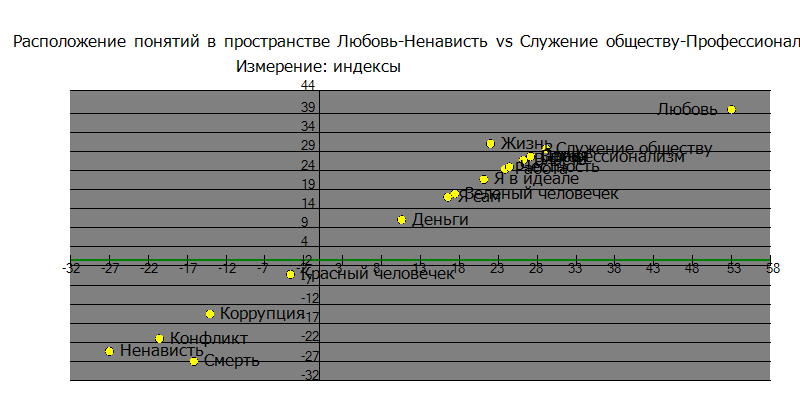 Расположение понятий в пространстве Любовь-Ненависть vs Служение обществу-Профессионал
Измерение: индексы
44
39
Любовь
34
Жизнь
Служение обществу
29
24
Я в идеале
19
Зеленый человечек
Я сам
14
Деньги
9
4
-32 -27 -22 -17 -12 -7 -2 3 8 13 18 23 28 33 38 43 48 53 58
Красный человечек
-7
-12
Коррупция
-17
-22
Конфликт
Ненависть
-27
Смерть
-32